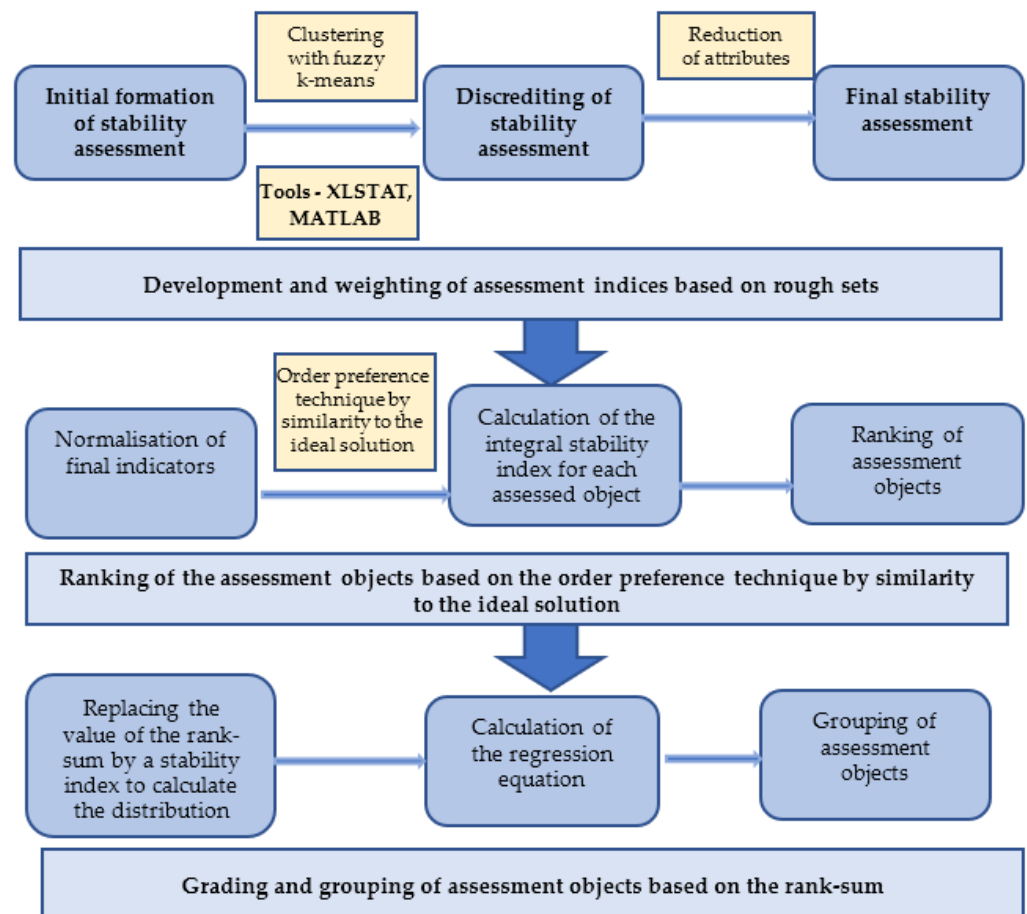 Clustering
with fuzzy
k-means
Reduction
of attributes
Initial formation
of stability
assessment
Discrediting of
stability
assessment
Final stability
assessment
Tools - XLSTAT,
MATLAB
Development and weighting of assessment indices based on rough sets
Order preference
technique by
similarity to the
ideal solution
Normalisation of
final indicators
Calculation of the
integral stability
index for each
assessed object
Ranking of
assessment
objects
Ranking of the assessment objects based on the order preference technique by similarity
to the ideal solution
Replacing the
value of the rank-
sum by a stability
index to calculate
the distribution
Calculation of
the regression
equation
Grouping of
assessment
objects
Grading and grouping of assessment objects based on the rank-sum